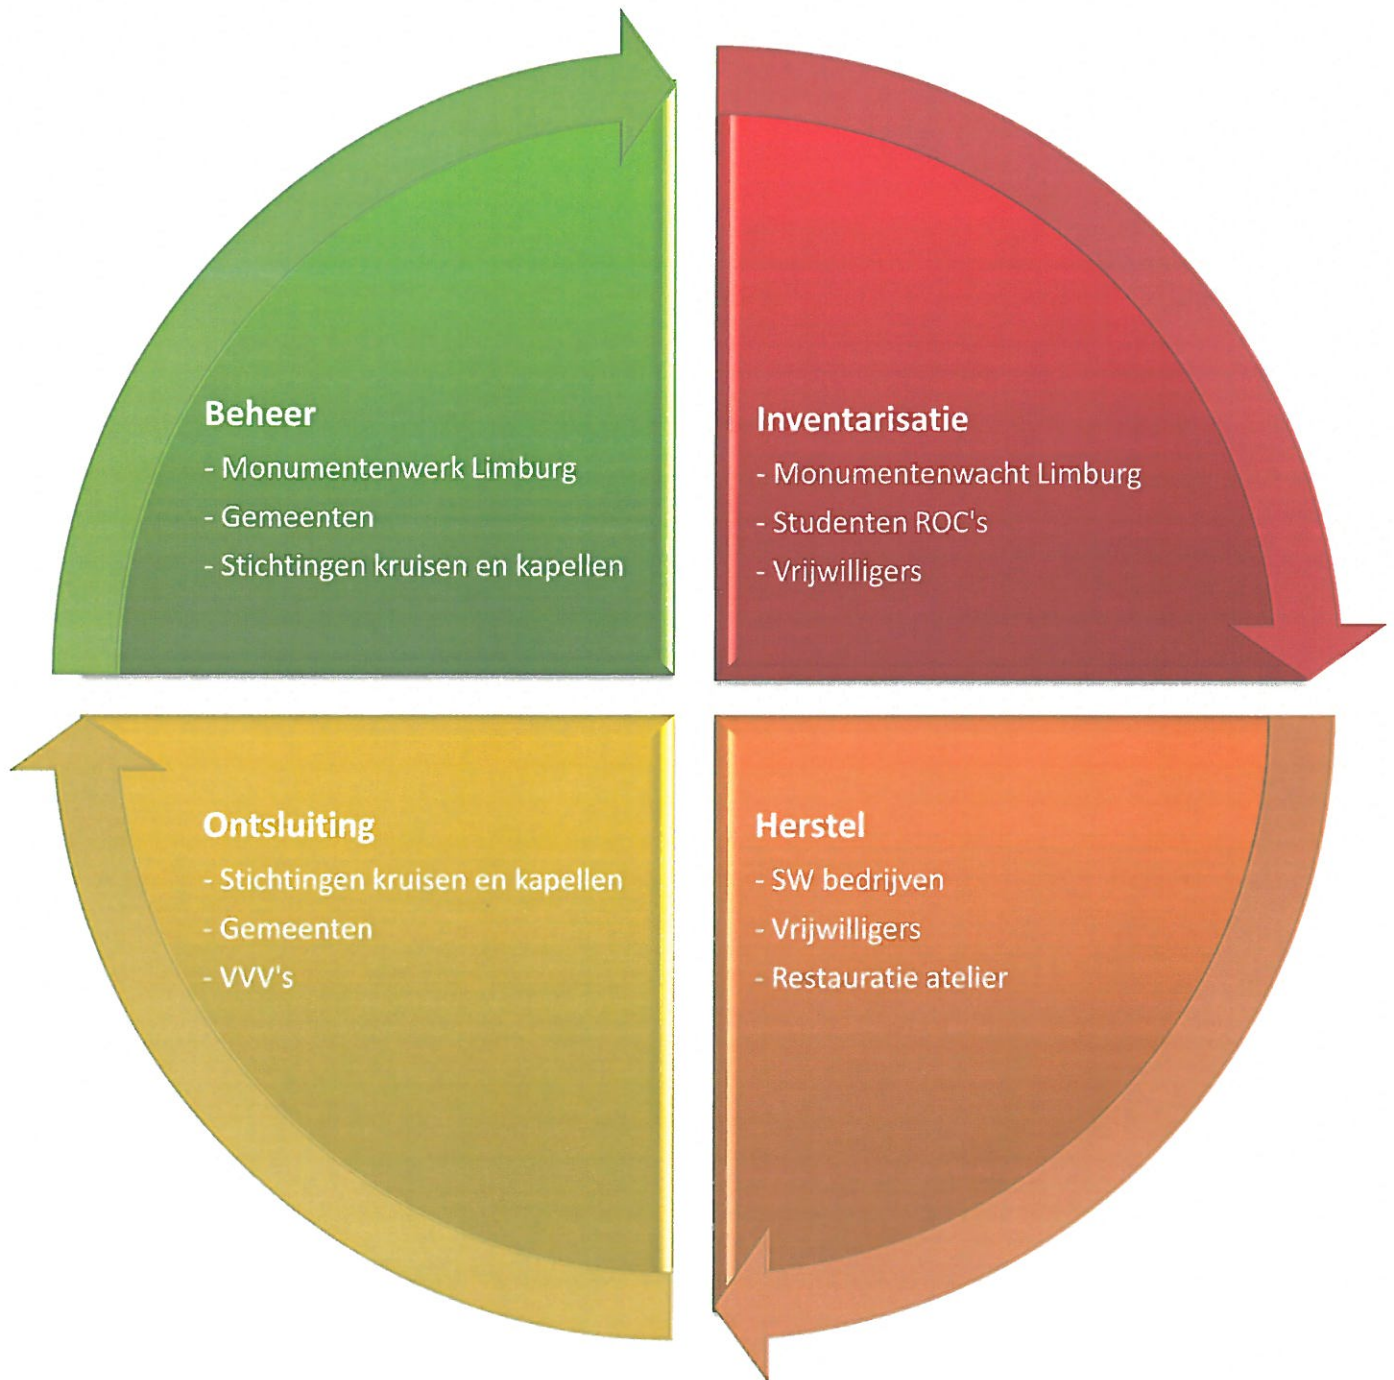 Beheer
- Monumentenwerk Limburg
- Gemeenten
- Stichtingen kruisen en kapellen
Inventarisatie
- Monumentenwacht Limburg
- Studenten ROC's
- Vrijwilligers
Ontsluiting
- Stichtingen kruisen en kapellen
- Gemeenten
- VVV's
Herstel
- SW bedrijven
- Vrijwilligers
- Restauratie atelier